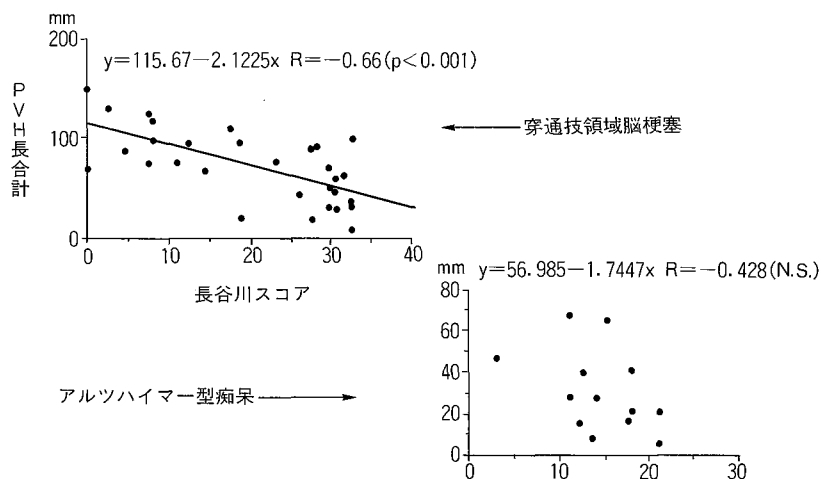 mm
200
y=115.67-2.1225x R=-0.66(p<0.001)
PVH長合計
100
0
0 10 20 30 40
長谷川スコア
穿通技領域脳梗塞
mm y=56.985-1.7447x R=-0.428(N.S.)
80
60
40
20
0
0 10 20 30
アルツハイマー型痴呆